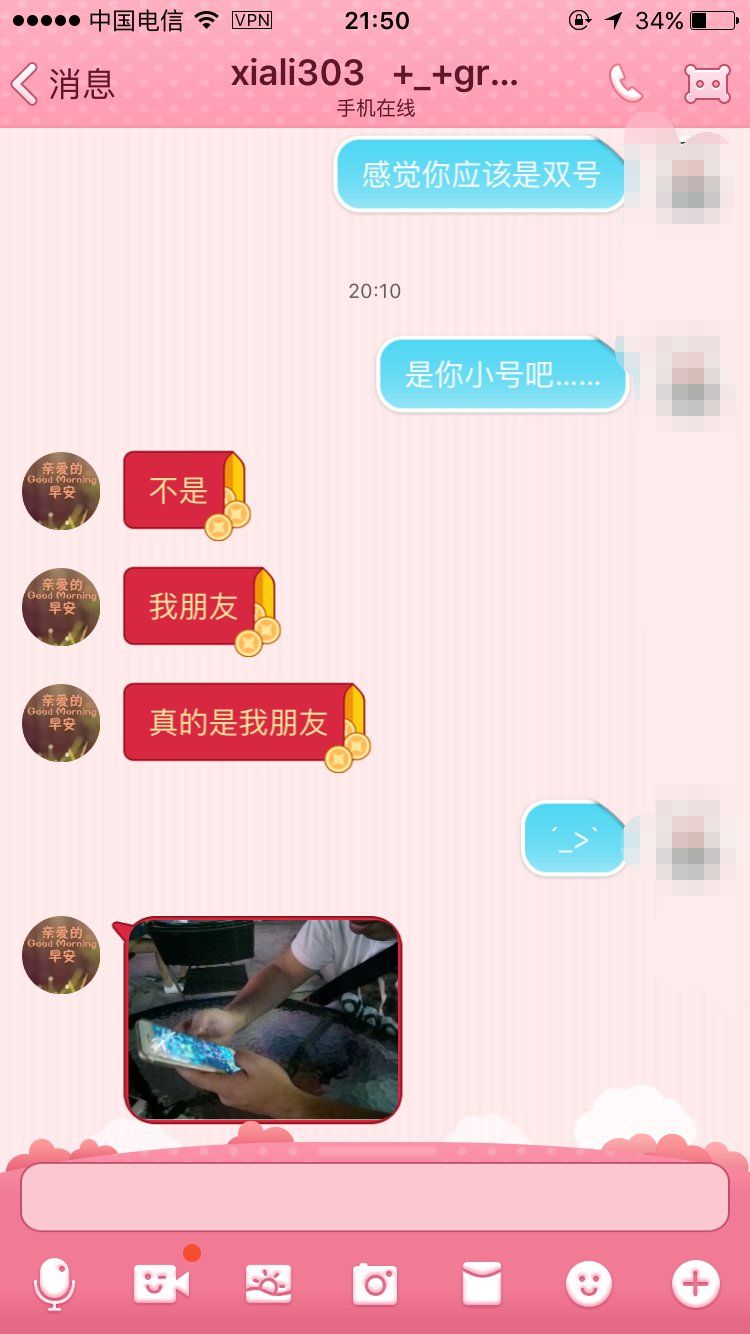 中国电信 VPN 21:50 34%
消息 xiali303 +_+gr...
手机在线
感觉你应该是双号
20:10
是你小号吧......
亲爱的
Good Morning
早安
不是
亲爱的
Good Morning
早安
我朋友
亲爱的
Good Morning
早安
真的是我朋友
´_>`
亲爱的
Good Morning
早安